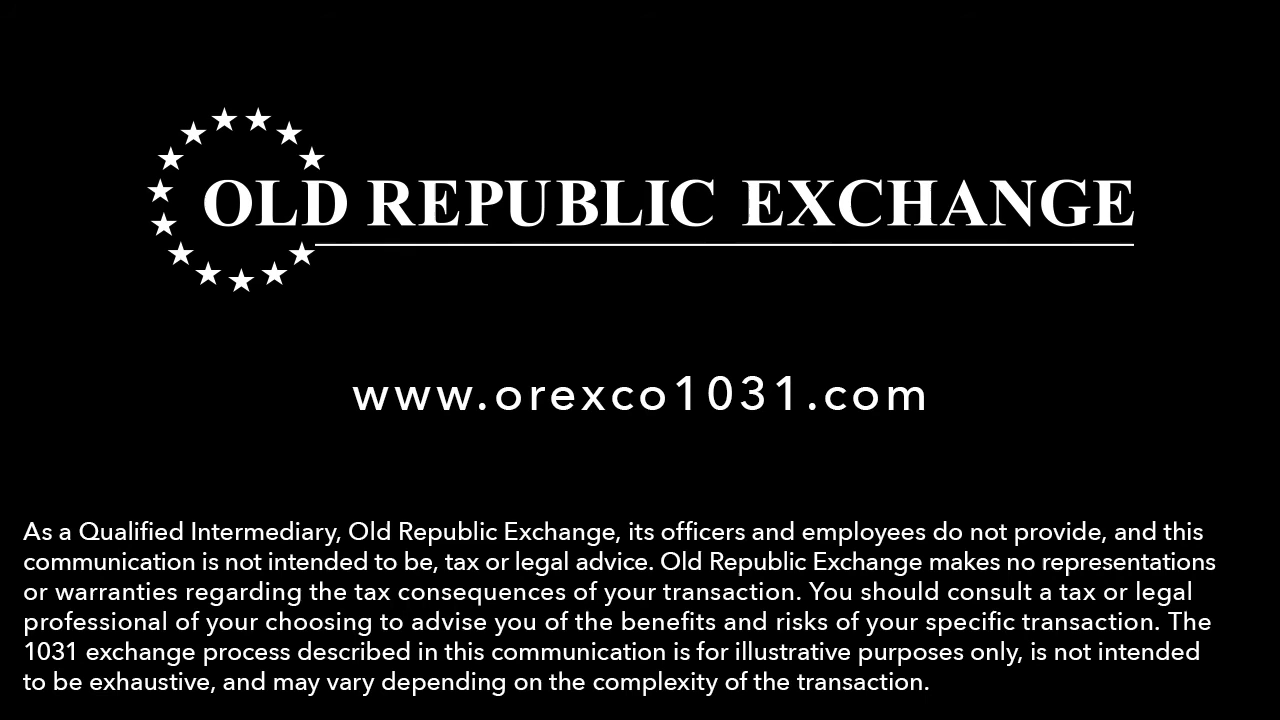 OLD REPUBLIC EXCHANGE
www.orexco1031.com
As a Qualified Intermediary, Old Republic Exchange, its officers and employees do not provide, and this
communication is not intended to be, tax or legal advice. Old Republic Exchange makes no representations
or warranties regarding the tax consequences of your transaction. You should consult a tax or legal
professional of your choosing to advise you of the benefits and risks of your specific transaction. The
1031 exchange process described in this communication is for illustrative purposes only, is not intended
to be exhaustive, and may vary depending on the complexity of the transaction.